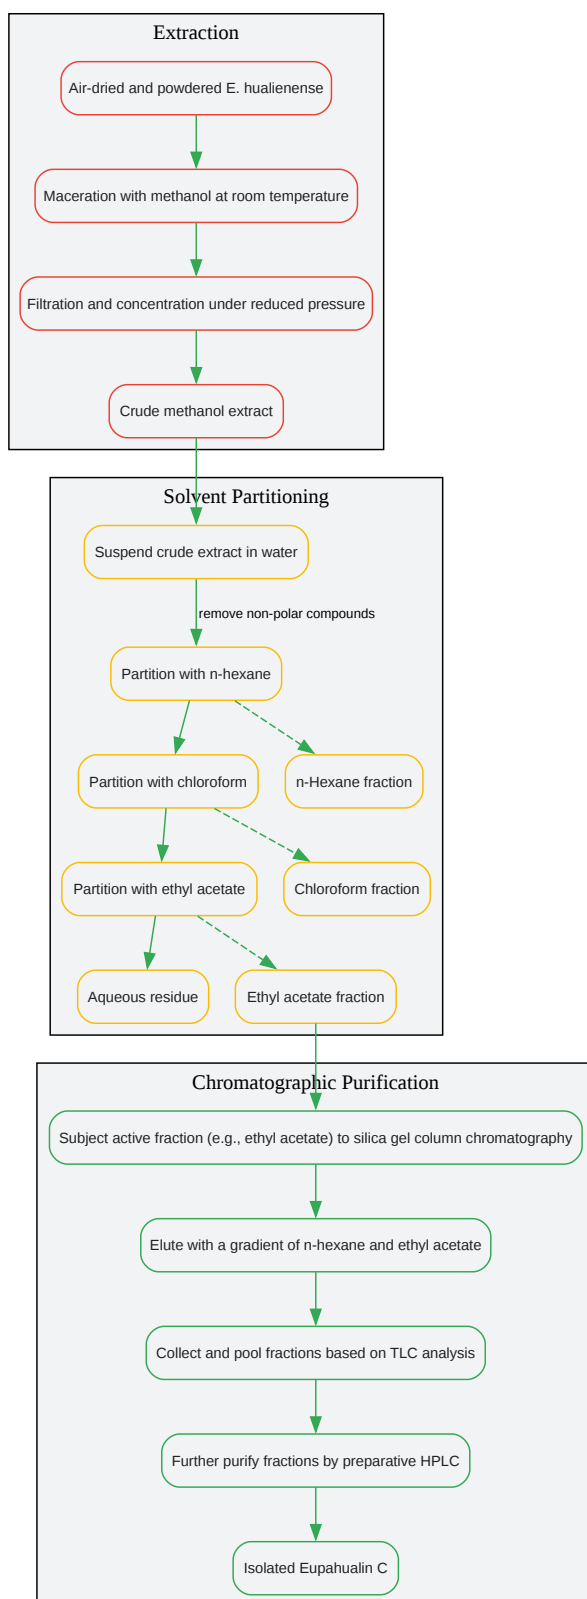 Extraction
Air-dried and powdered E. hualienense
Maceration with methanol at room temperature
Filtration and concentration under reduced pressure
Crude methanol extract
Solvent Partitioning
Suspend crude extract in water
remove non-polar compounds
Partition with n-hexane
Partition with chloroform
n-Hexane fraction
Partition with ethyl acetate
Chloroform fraction
Aqueous residue
Ethyl acetate fraction
Chromatographic Purification
Subject active fraction (e.g., ethyl acetate) to silica gel column chromatography
Elute with a gradient of n-hexane and ethyl acetate
Collect and pool fractions based on TLC analysis
Further purify fractions by preparative HPLC
Isolated Eupahualin C